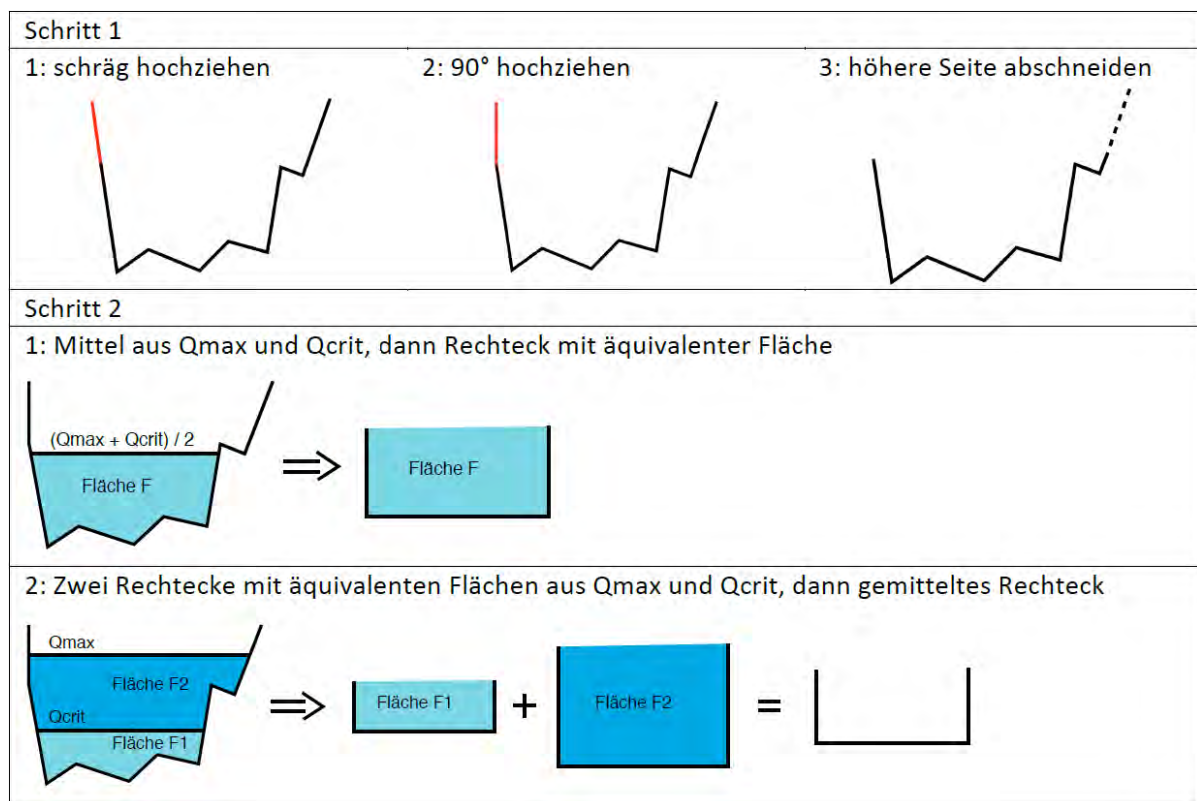 Schritt 1
1: schräg hochziehen
2: 90° hochziehen
3: höhere Seite abschneiden
Schritt 2
1: Mittel aus Qmax und Qcrit, dann Rechteck mit äquivalenter Fläche
(Qmax + Qcrit) / 2
Fläche F
Fläche F
2: Zwei Rechtecke mit äquivalenten Flächen aus Qmax und Qcrit, dann gemitteltes Rechteck
Qmax
Fläche F2
Qcrit
Fläche F1
Fläche F1
+
Fläche F2
=